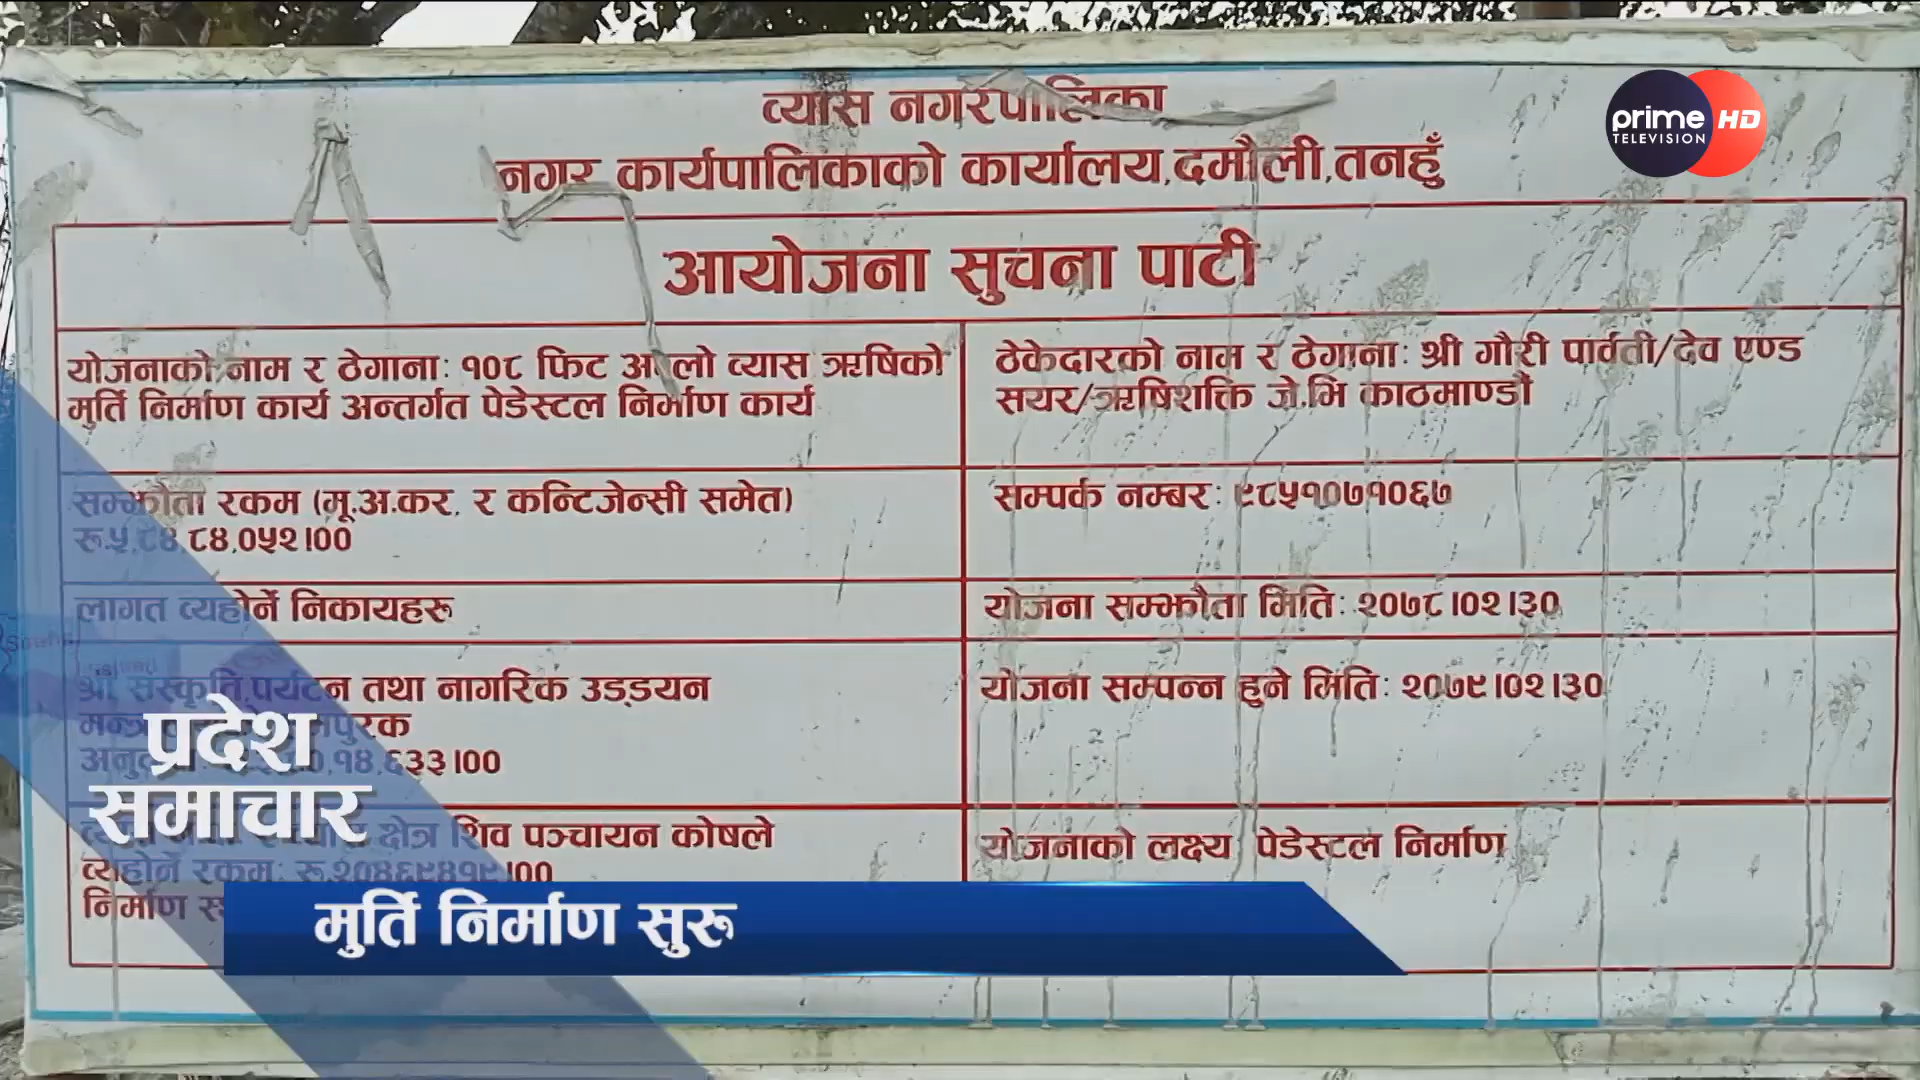 व्यास नगरपालिका
prime HD
TELEVISION
नगर कार्यपालिकाको कार्यालय,दमौली,तनहुँ
आयोजना सुचना पाटी
योजनाको नाम र ठेगाना: १०८ फिट व्यास ऋषिको
मुर्ति निर्माण कार्य अन्तर्गत पेडेस्टल निर्माण कार्य
ठेकेदारको नाम र ठेगाना: श्री गौरी पार्वती/देव एण्ड
सयर/ऋषिशक्ति जे.भि काठमाण्डौ
सम्झौता रकम (मू.अ.कर. र कन्टिजेन्सी समेत)
रू.५,८४,८४,०५२।००
सम्पर्क नम्बर: ९८५१०७१०६७
लागत व्यहोर्ने निकायहरू
योजना सम्झौता मिति: २०७८।०२।३०
श्री संस्कृति,पर्यटन तथा नागरिक उड्डयन
योजना सम्पन्न हुने मिति: २०७९।०२।३०
क्षेत्र शिव पञ्चायन कोषले
व्यहोर्ने रकम: रू.२०४६९४१९।००
निर्माण
योजनाको लक्ष्य पेडेस्टल निर्माण
प्रदेश
समाचार
मुर्ति निर्माण सुरू